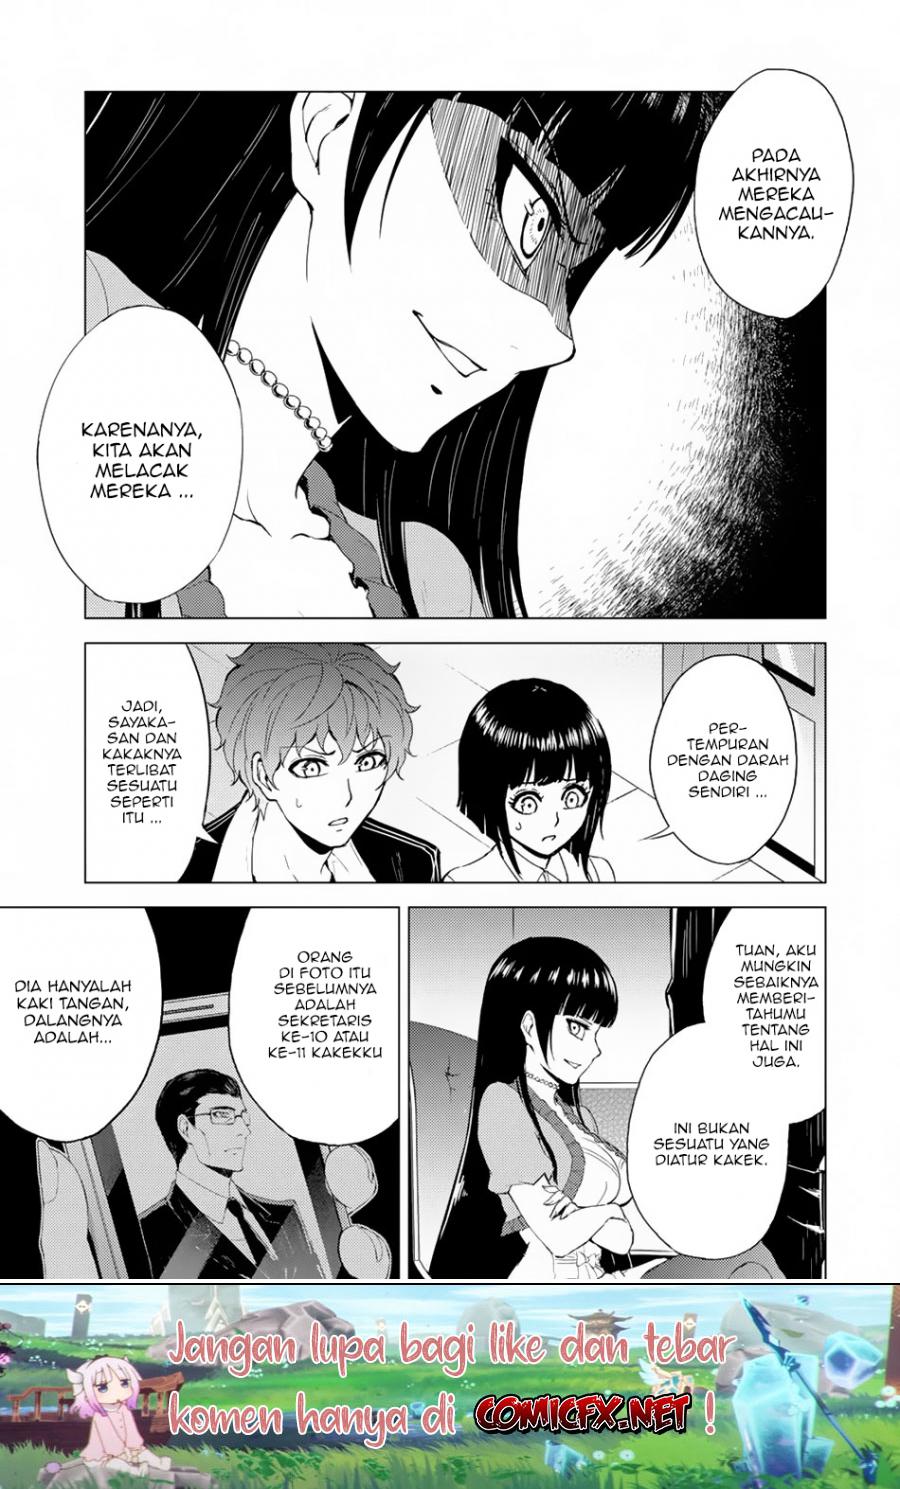 PADA
AKHIRNYA
MEREKA
MENGACAU-
KANNYA.
KARENANYA,
KITA AKAN
MELACAK
MEREKA ...
PER-
TEMPURAN
DENGAN DARAH
DAGING
SENDIRI ...
JADI,
SAYAKA-
SAN DAN
KAKAKNYA
TERLIBAT
SESUATU
SEPERTI
ITU ...
TUAN, AKU
MUNGKIN
SEBAIKNYA
MEMBERI-
TAHUMU
TENTANG
HAL INI
JUGA.
INI BUKAN
SESUATU YANG
DIATUR KAKEK.
ORANG
DI FOTO ITU
SEBELUMNYA
ADALAH
SEKRETARIS
KE-10 ATAU
KE-11 KAKEKKU
DIA HANYALAH
KAKI TANGAN,
DALANGNYA
ADALAH...
Jangan lupa bagi like dan tebar
komen hanya di COMICFX.NET !